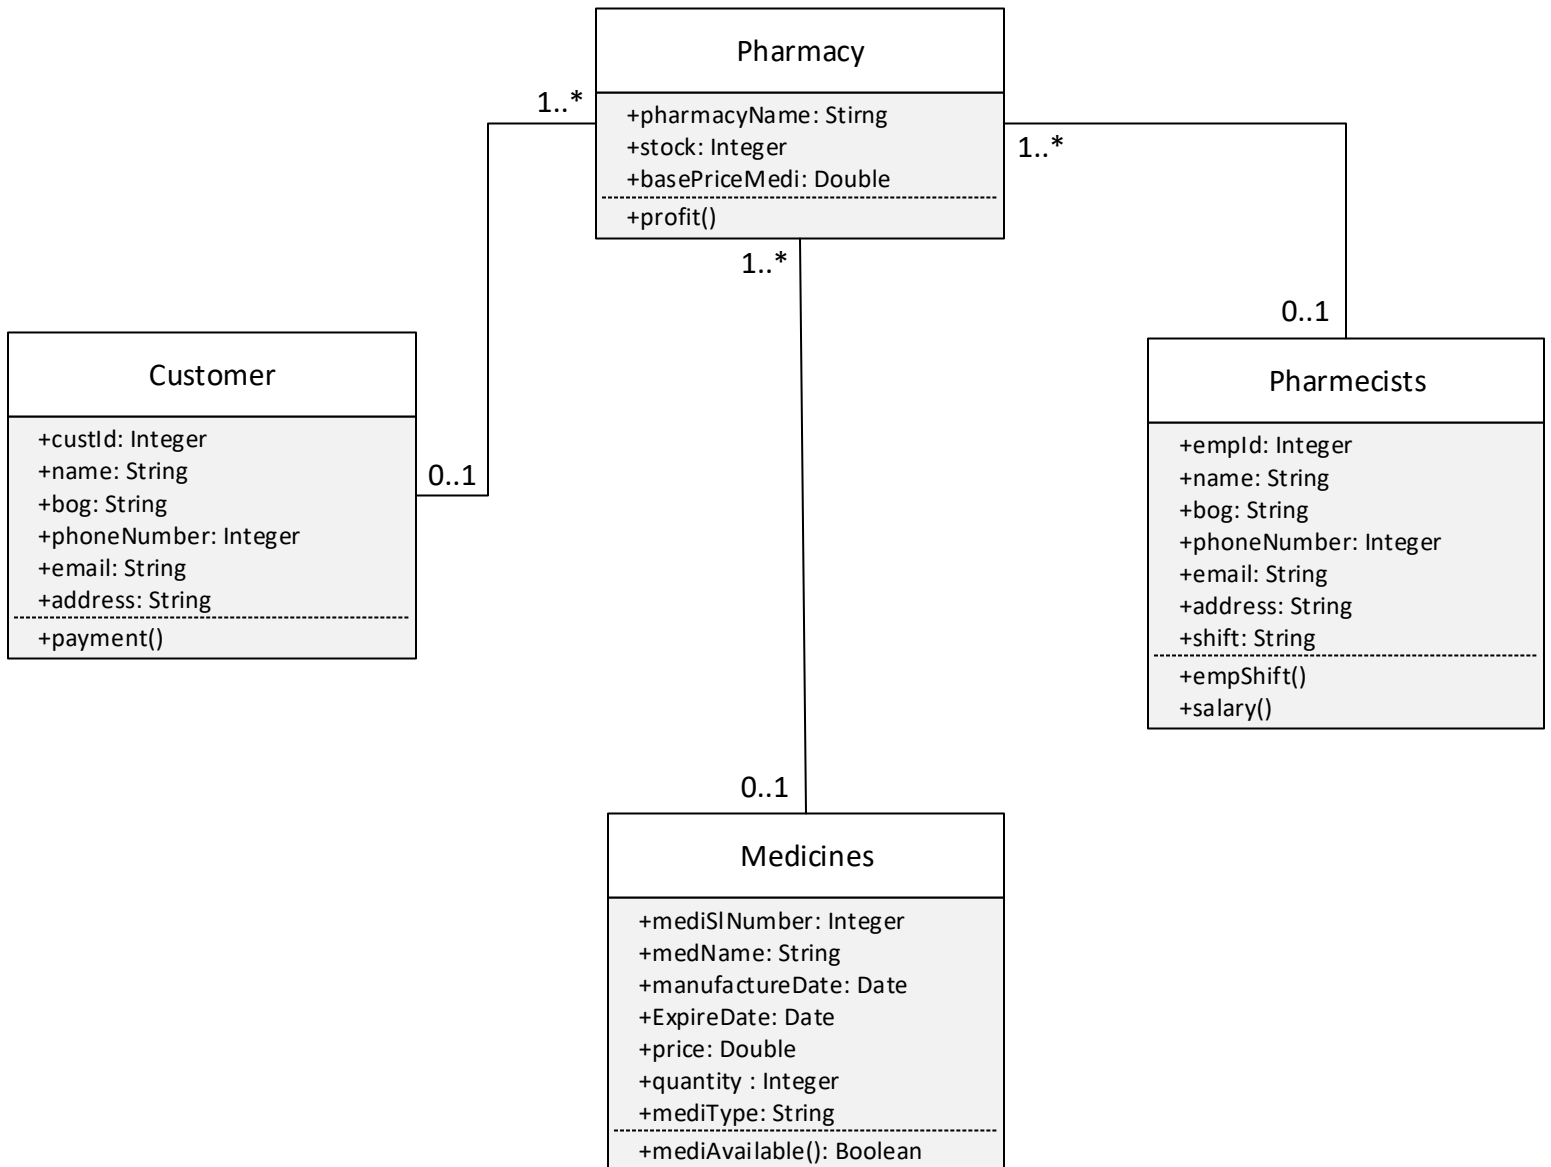 Pharmacy
+pharmacyName: Stirng
+stock: Integer
+basePriceMedi: Double
+profit()
1..*
1..*
1..*
0..1
0..1
0..1
Customer
+custId: Integer
+name: String
+bog: String
+phoneNumber: Integer
+email: String
+address: String
+payment()
Pharmecists
+empId: Integer
+name: String
+bog: String
+phoneNumber: Integer
+email: String
+address: String
+shift: String
+empShift()
+salary()
Medicines
+mediSlNumber: Integer
+medName: String
+manufactureDate: Date
+ExpireDate: Date
+price: Double
+quantity : Integer
+mediType: String
+mediAvailable(): Boolean